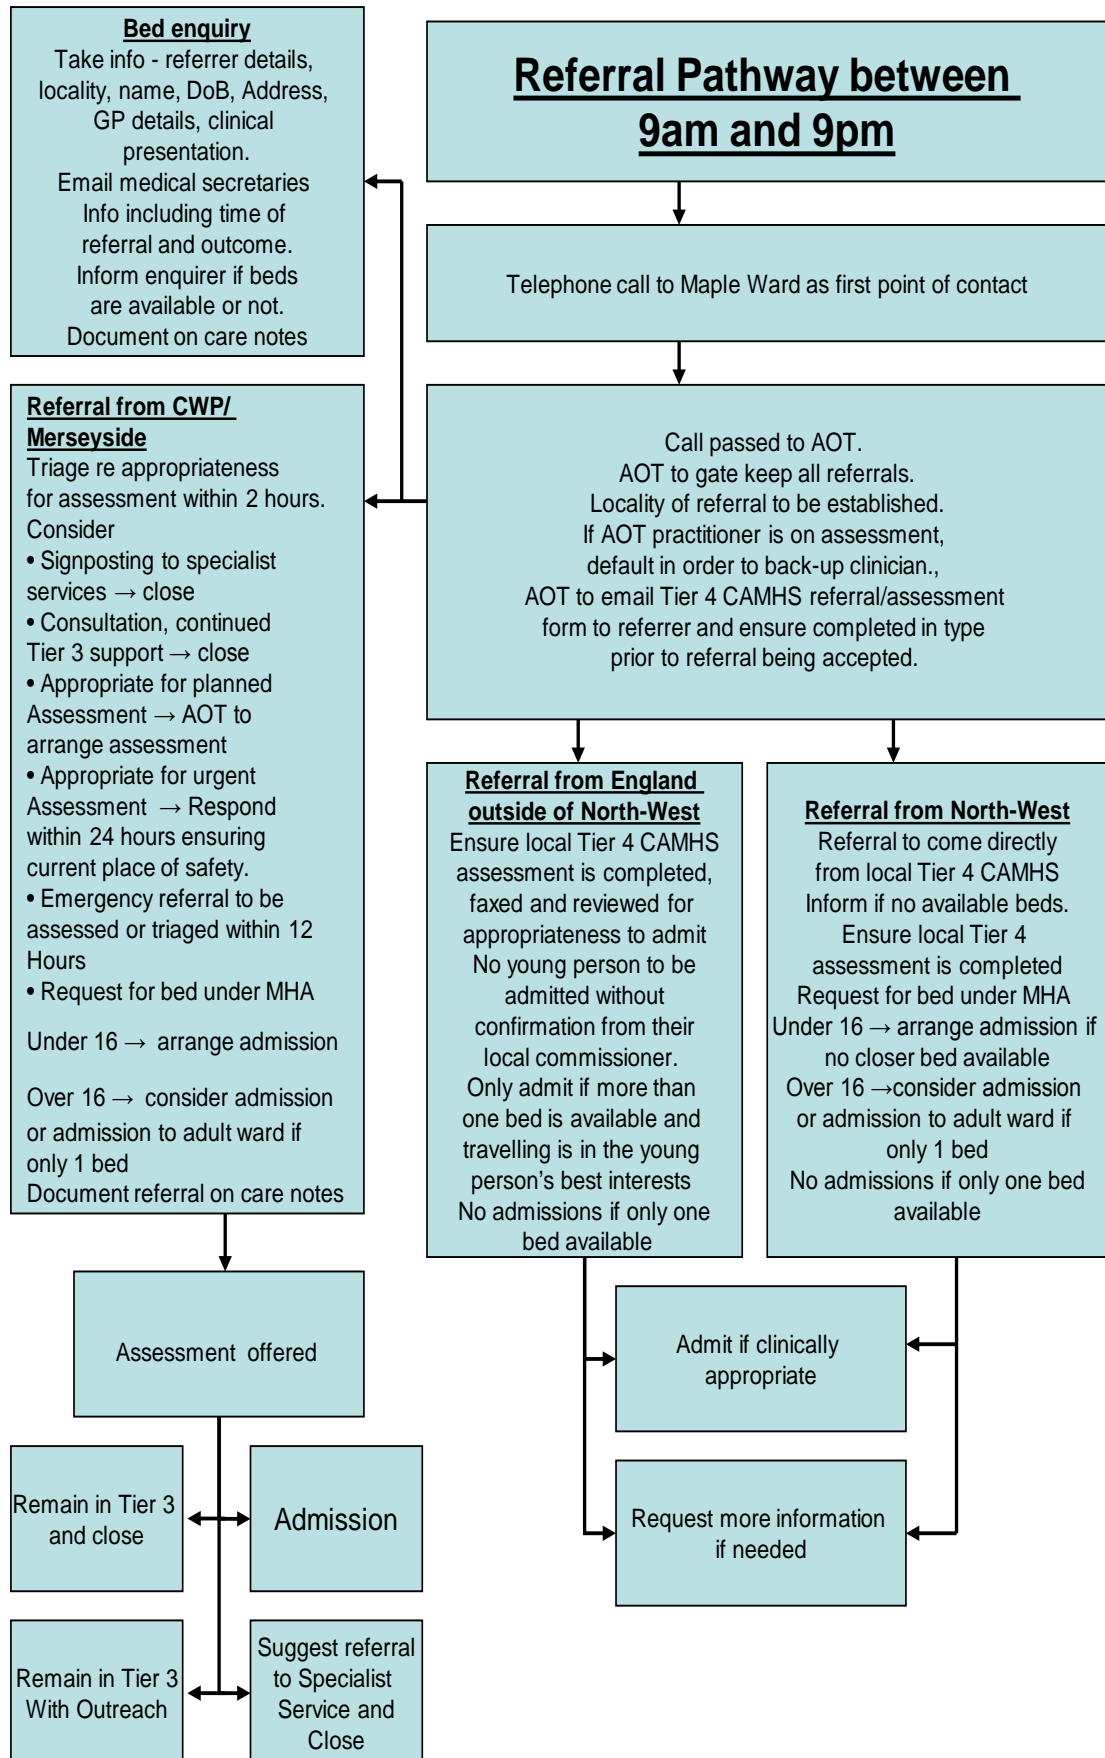 Bed enquiry
Take info - referrer details,
locality, name, DoB, Address,
GP details, clinical
presentation.
Email medical secretaries
Info including time of
referral and outcome.
Inform enquirer if beds
are available or not.
Document on care notes
Referral Pathway between
9am and 9pm
Telephone call to Maple Ward as first point of contact
Call passed to AOT.
AOT to gate keep all referrals.
Locality of referral to be established.
If AOT practitioner is on assessment,
default in order to back-up clinician.,
AOT to email Tier 4 CAMHS referral/assessment
form to referrer and ensure completed in type
prior to referral being accepted.
Referral from CWP/
Merseyside
Triage re appropriateness
for assessment within 2 hours.
Consider
• Signposting to specialist
services → close
• Consultation, continued
Tier 3 support → close
• Appropriate for planned
Assessment → AOT to
arrange assessment
• Appropriate for urgent
Assessment → Respond
within 24 hours ensuring
current place of safety.
• Emergency referral to be
assessed or triaged within 12
Hours
• Request for bed under MHA
Under 16 → arrange admission
Over 16 → consider admission
or admission to adult ward if
only 1 bed
Document referral on care notes
Referral from England
outside of North-West
Ensure local Tier 4 CAMHS
assessment is completed,
faxed and reviewed for
appropriateness to admit
No young person to be
admitted without
confirmation from their
local commissioner.
Only admit if more than
one bed is available and
travelling is in the young
person's best interests
No admissions if only one
bed available
Referral from North-West
Referral to come directly
from local Tier 4 CAMHS
Inform if no available beds.
Ensure local Tier 4
assessment is completed
Request for bed under MHA
Under 16 → arrange admission if
no closer bed available
Over 16 →consider admission
or admission to adult ward if
only 1 bed
No admissions if only one bed
available
Assessment offered
Admit if clinically
appropriate
Request more information
if needed
Remain in Tier 3
and close
Admission
Remain in Tier 3
With Outreach
Suggest referral
to Specialist
Service and
Close